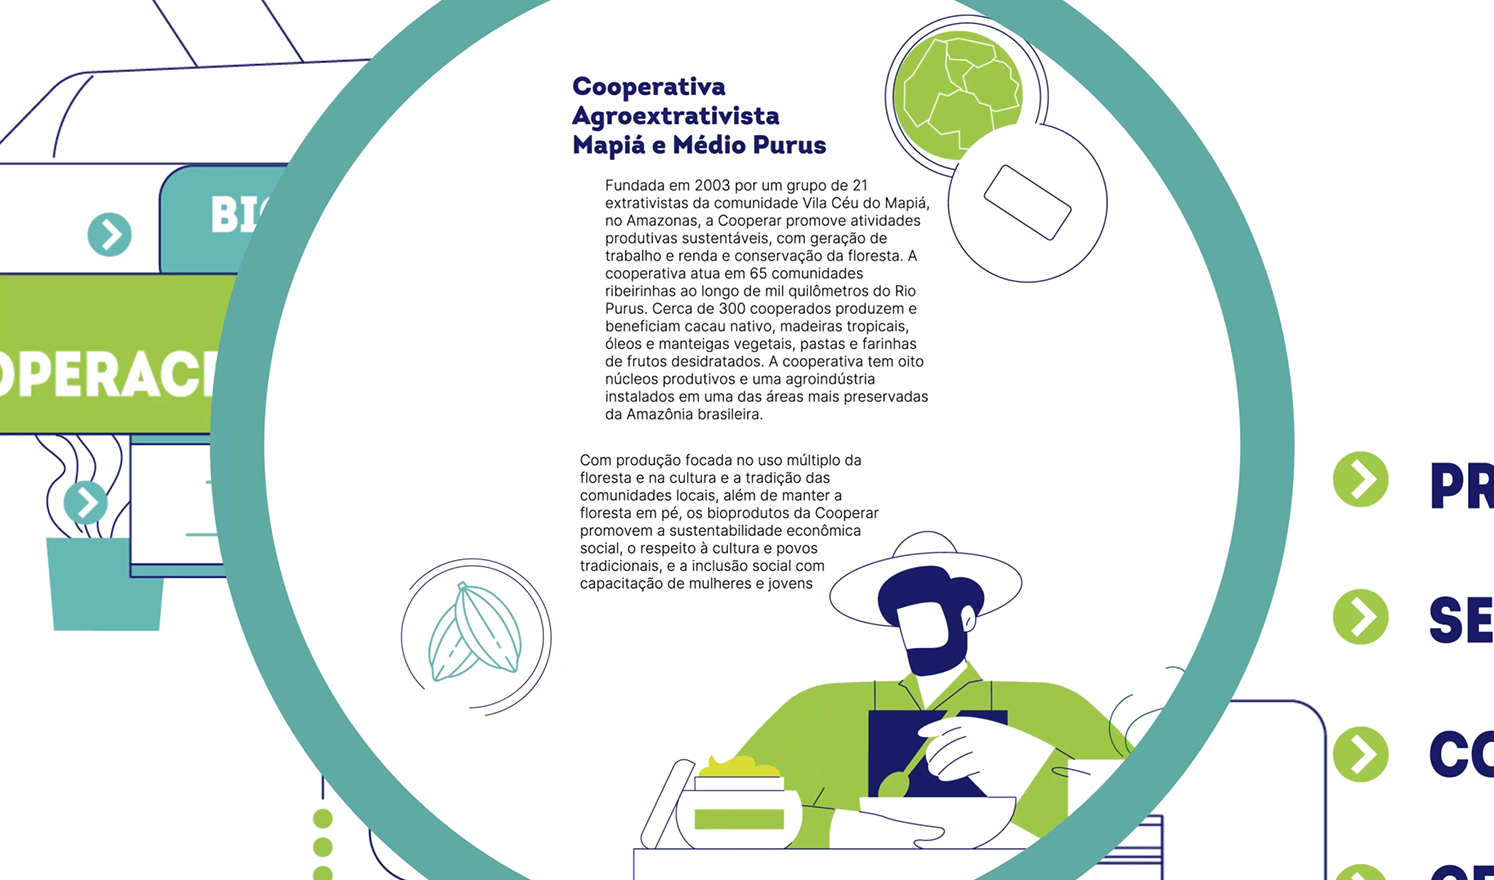 Cooperativa
Agroextrativista
Mapiá e Médio Purus
Fundada em 2003 por um grupo de 21
extrativistas da comunidade Vila Céu do Mapiá,
no Amazonas, a Cooperar promove atividades
produtivas sustentáveis, com geração de
trabalho e renda e conservação da floresta. A
cooperativa atua em 65 comunidades
ribeirinhas ao longo de mil quilômetros do Rio
Purus. Cerca de 300 cooperados produzem e
beneficiam cacau nativo, madeiras tropicais,
óleos e manteigas vegetais, pastas e farinhas
de frutos desidratados. A cooperativa tem oito
núcleos produtivos e uma agroindústria
instalados em uma das áreas mais preservadas
da Amazônia brasileira.
Com produção focada no uso múltiplo da
floresta e na cultura e a tradição das
comunidades locais, além de manter a
floresta em pé, os bioprodutos da Cooperar
promovem a sustentabilidade econômica
social, o respeito à cultura e povos
tradicionais, e a inclusão social com
capacitação de mulheres e jovens
BI
OPERAC
PR
SE
CO